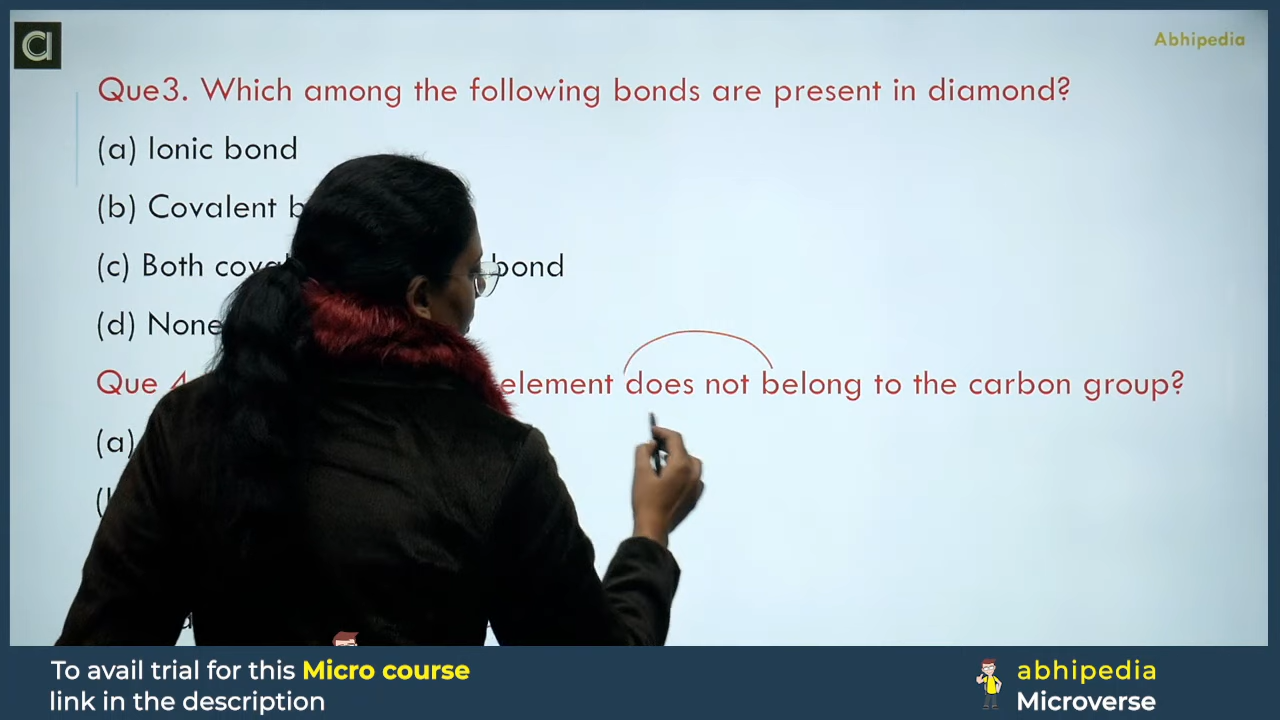 Abhipedia
Que3. Which among the following bonds are present in diamond?
(a) Ionic bond
(b) Covalent
(c) Both bond
(d) None
Que element does not belong to the carbon group?
(a)
To avail trial for this Micro course
link in the description
abhipedia
Microverse